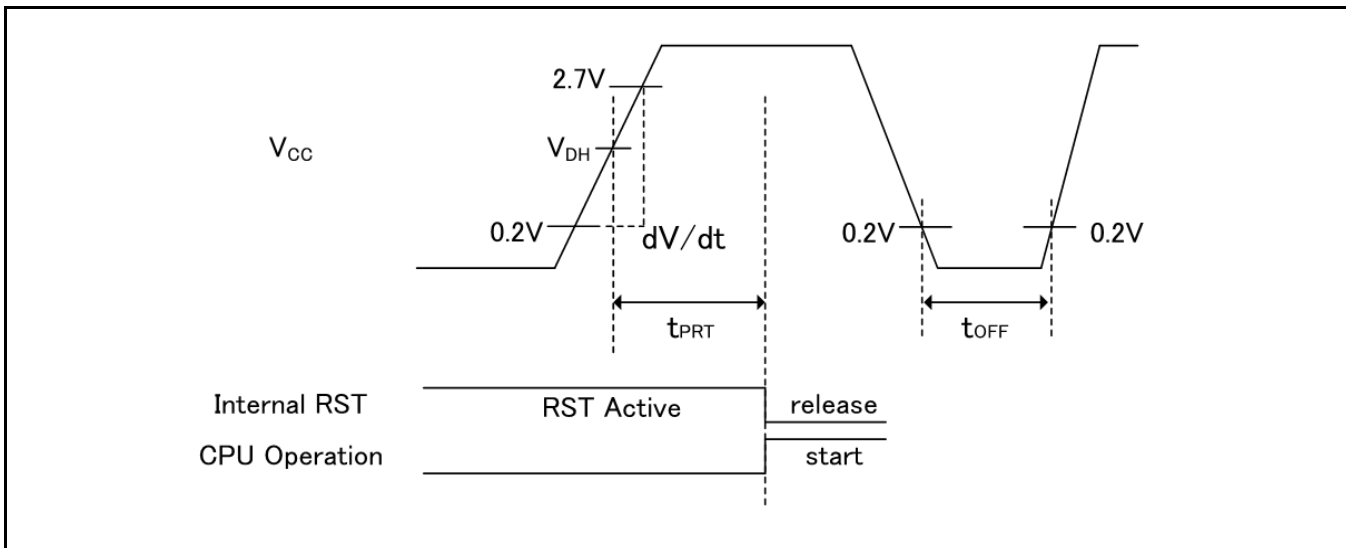 2.7V
VCC
VDH
0.2V
dV/dt
0.2V
0.2V
tPRT
tOFF
Internal RST
RST Active
release
CPU Operation
start